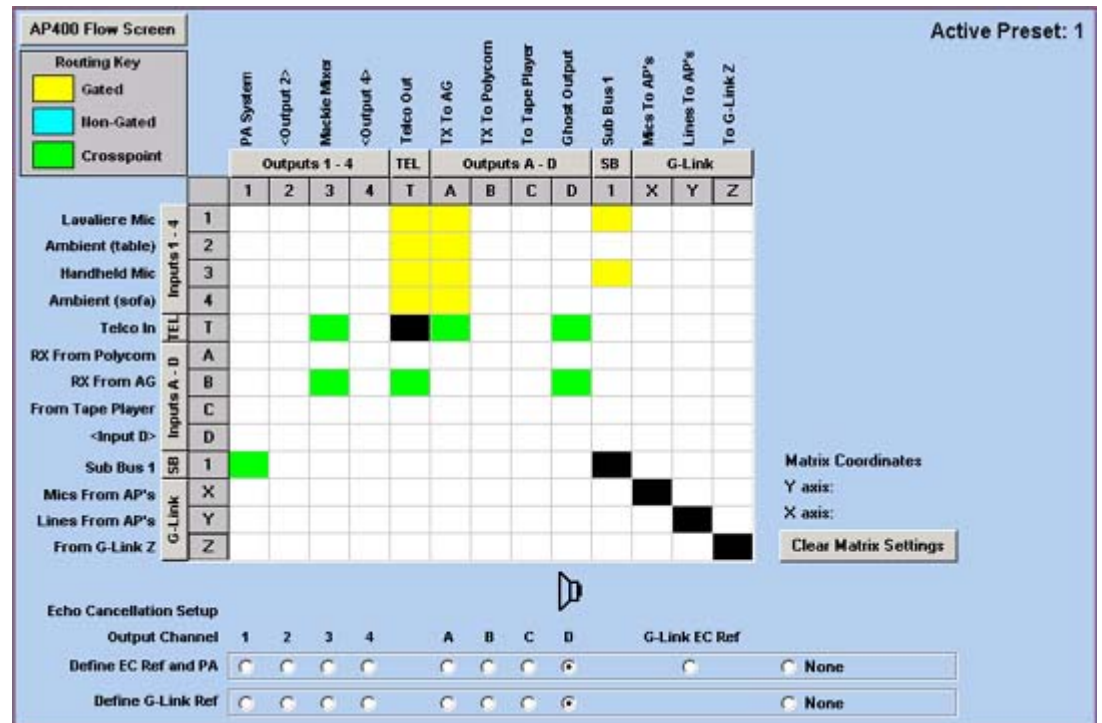 AP400 Flow Screen
Active Preset: 1
Routing Key
Gated
Non-Gated
Crosspoint
PA System
<Output 2>
Mackie Mixer
<Output 4>
Telco Out
TX To AG
TX To Polycom
To Tape Player
Ghost Output
Sub Bus 1
Mics To AP's
Lines To AP's
To G-Link Z
Outputs 1 - 4 TEL Outputs A - D SB G-Link
1 2 3 4 T A B C D 1 X Y Z
Inputs 1 - 4
Lavaliere Mic 1
Ambient (table) 2
Handheld Mic 3
Ambient (sofa) 4
Telco In TEL T
Inputs A - D
RX From Polycom A
RX From AG B
From Tape Player C
<Input D> D
Sub Bus 1 SB 1
G-Link
Mics From AP's X
Lines From AP's Y
From G-Link Z Z
Matrix Coordinates
Y axis:
X axis:
Clear Matrix Settings
Echo Cancellation Setup
Output Channel 1 2 3 4 A B C D G-Link EC Ref
Define EC Ref and PA None
Define G-Link Ref None